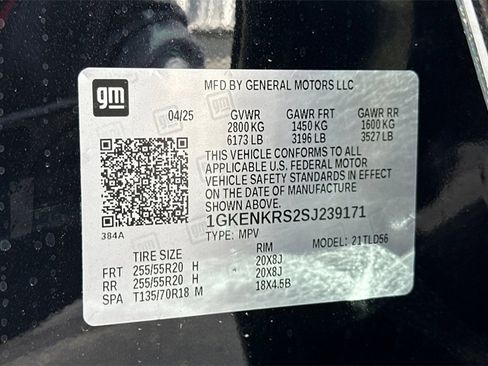 gm
MFD BY GENERAL MOTORS LLC
04/25 GVWR GAWR FRT GAWR RR
2800 KG 1450 KG 1600 KG
6173 LB 3196 LB 3527 LB
THIS VEHICLE CONFORMS TO ALL
APPLICABLE U.S. FEDERAL MOTOR
VEHICLE SAFETY STANDARDS IN EFFECT
ON THE DATE OF MANUFACTURE
SHOWN ABOVE.
384A 1GKENKRS2SJ239171
TYPE: MPV MODEL: 21TLD56
TIRE SIZE RIM
FRT 255/55R20 H 20X8J
RR 255/55R20 H 20X8J
SPA T135/70R18 M 18X4.5B